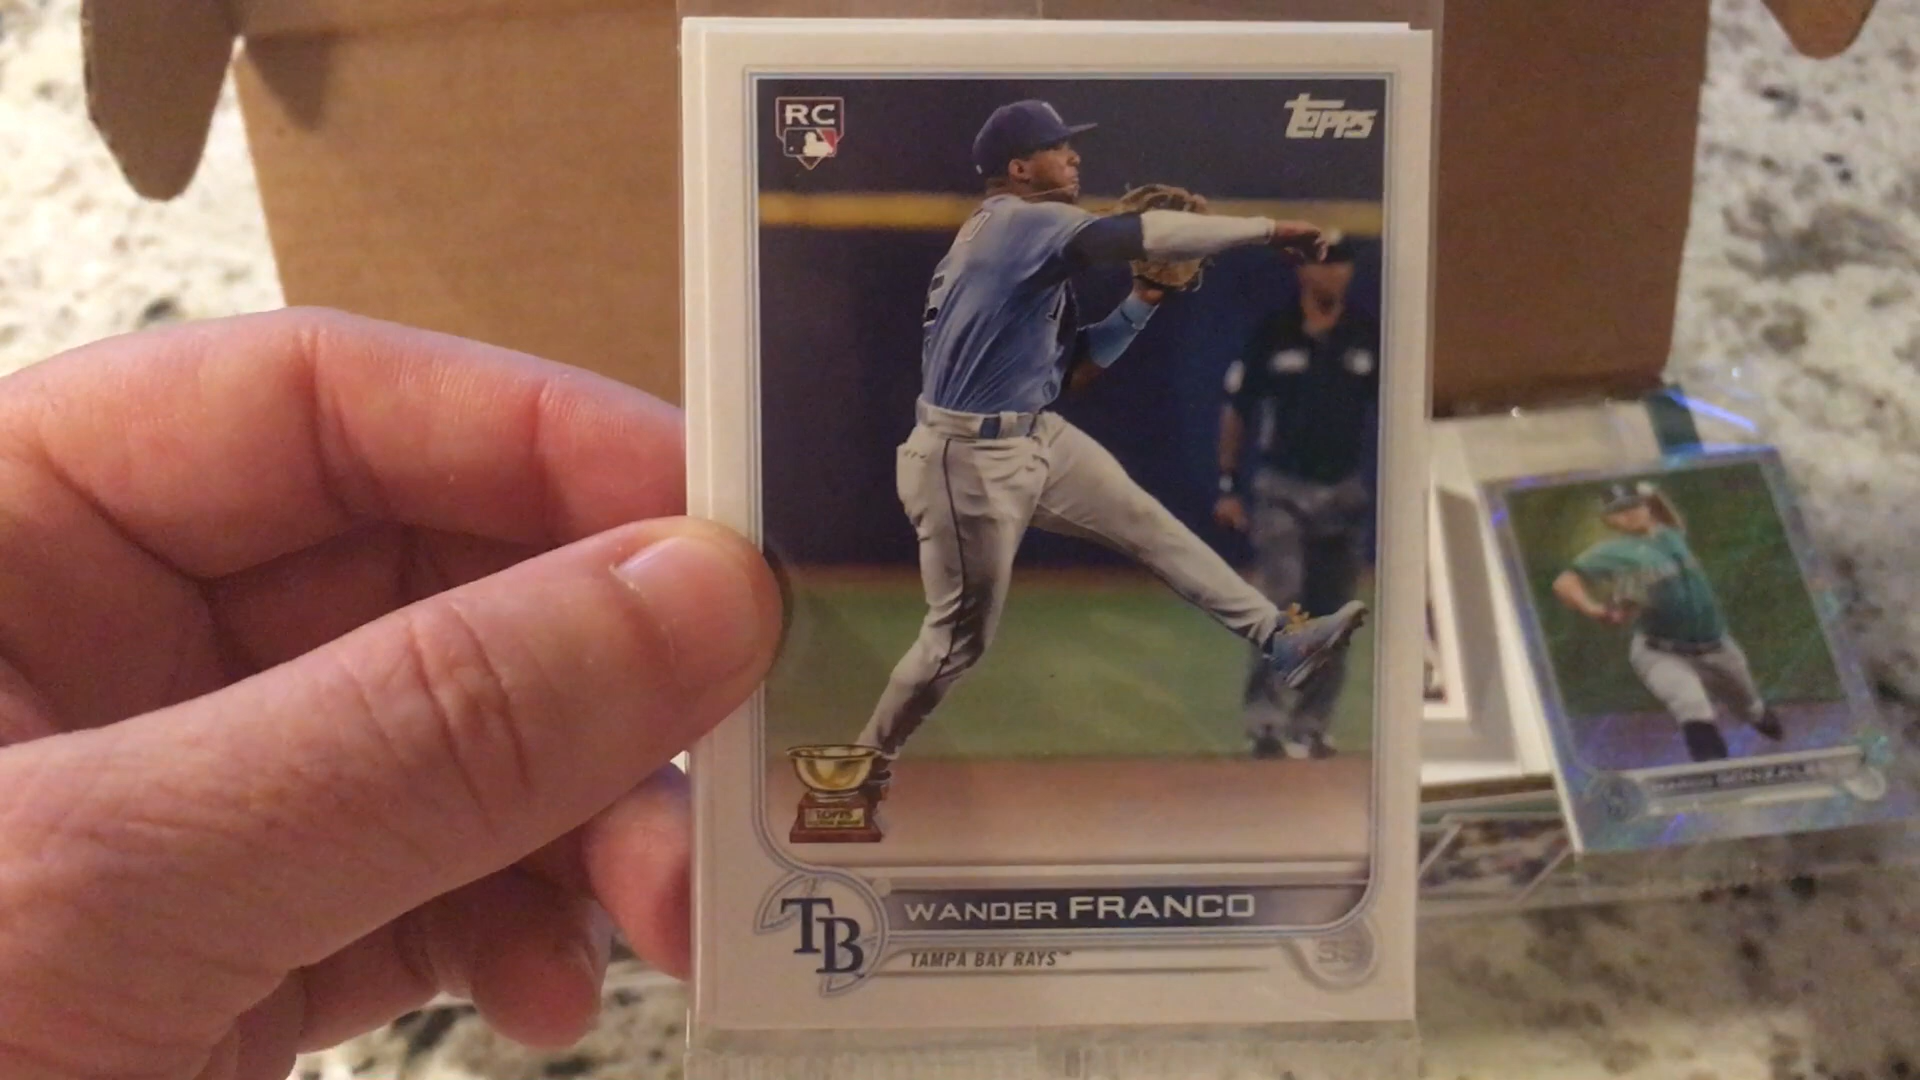 RC
Topps
TOPPS
WANDER FRANCO
TB
TAMPA BAY RAYS™
SS